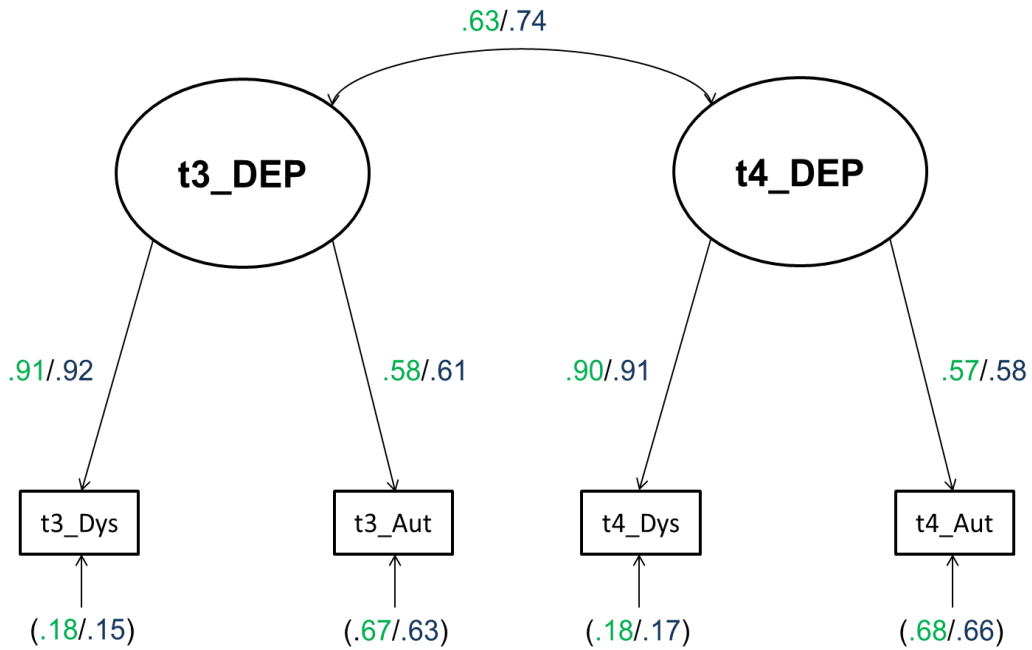 .63/.74
t3_DEP t4_DEP
.91/.92 .58/.61 .90/.91 .57/.58
t3_Dys t3_Aut t4_Dys t4_Aut
(.18/.15) (.67/.63) (.18/.17) (.68/.66)